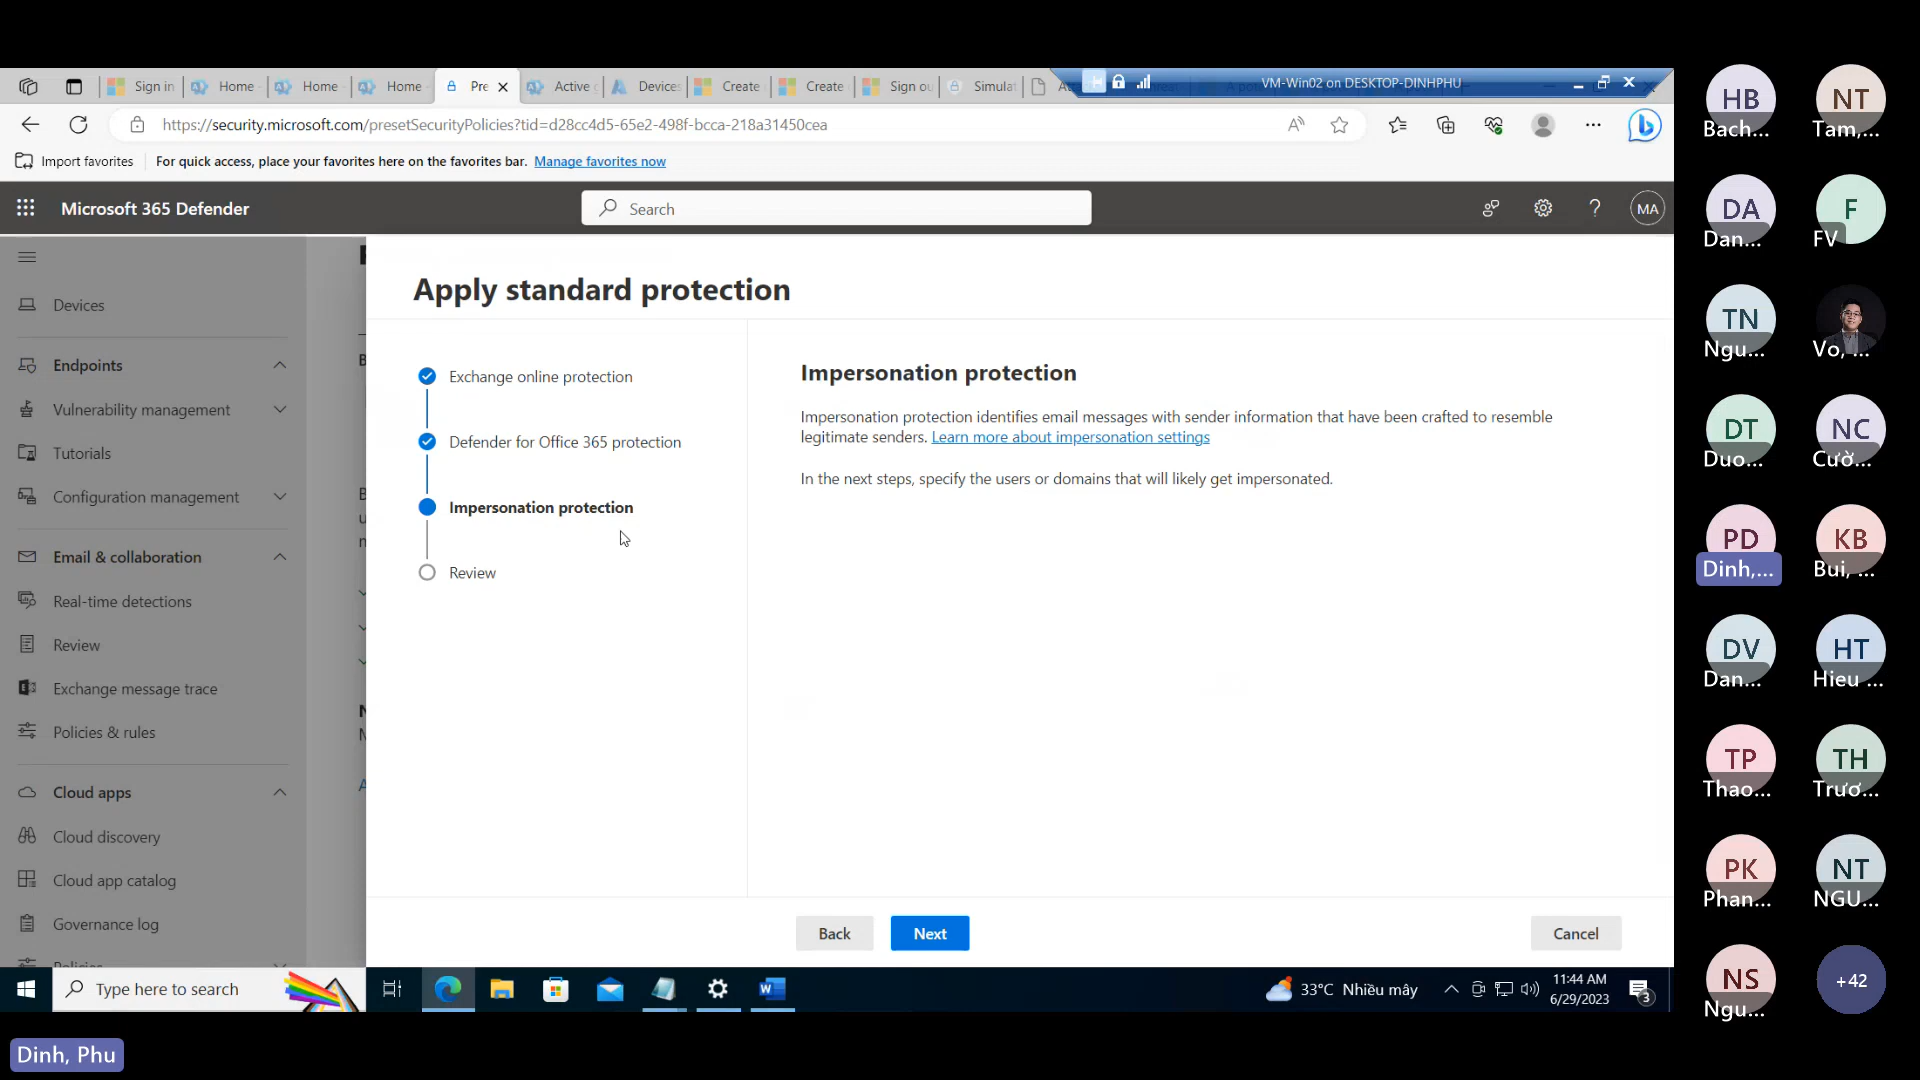 Sign in
Home
Home
Home
Pre
Active
Devices
Create
Create
Sign ou
Simulat
VM-Win02 on DESKTOP-DINHPHU
https://security.microsoft.com/presetSecurityPolicies?tid=d28cc4d5-65e2-498f-bcca-218a31450cea
Import favorites
For quick access, place your favorites here on the favorites bar. Manage favorites now
Microsoft 365 Defender
Search
MA
Devices
Endpoints
Vulnerability management
Tutorials
Configuration management
Email & collaboration
Real-time detections
Review
Exchange message trace
Policies & rules
Cloud apps
Cloud discovery
Cloud app catalog
Governance log
Policies
Apply standard protection
Exchange online protection
Defender for Office 365 protection
Impersonation protection
Review
Impersonation protection
Impersonation protection identifies email messages with sender information that have been crafted to resemble
legitimate senders. Learn more about impersonation settings
In the next steps, specify the users or domains that will likely get impersonated.
Back
Next
Cancel
Type here to search
33°C Nhiều mây
11:44 AM
6/29/2023
3
HB
Bach...
NT
Tam,...
DA
Dan...
F
FV
TN
Ngu...
Vo, ...
DT
Duo...
NC
Cườ...
PD
Dinh,...
KB
Bui, ...
DV
Dan...
HT
Hieu ...
TP
Thao...
TH
Trươ...
PK
Phan...
NT
NGU...
NS
Ngu...
+42
Dinh, Phu